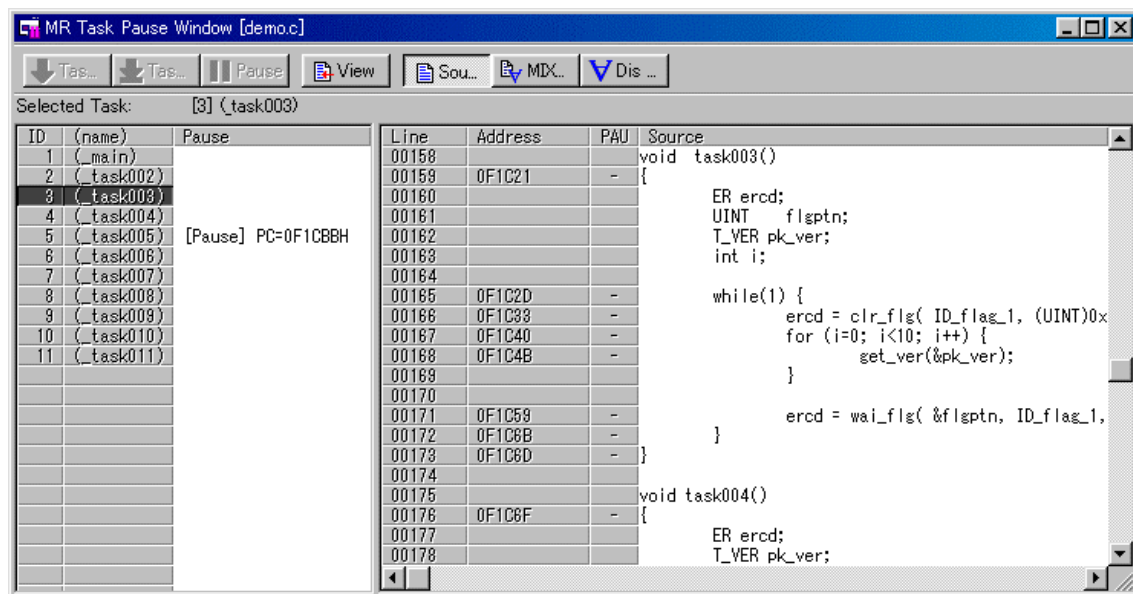 MR Task Pause Window [demo.c]
Tas... Tas... Pause View Sou... MIX... Dis ...
Selected Task: [3] (_task003)
ID (name) Pause
1 (_main)
2 (_task002)
3 (_task003)
4 (_task004)
5 (_task005) [Pause] PC=0F1CBBH
6 (_task006)
7 (_task007)
8 (_task008)
9 (_task009)
10 (_task010)
11 (_task011)
Line Address PAU Source
00158 void task003()
00159 0F1C21 - {
00160 ER ercd;
00161 UINT flgptn;
00162 T_VER pk_ver;
00163 int i;
00164
00165 0F1C2D - while(1) {
00166 0F1C33 - ercd = clr_flg( ID_flag_1, (UINT)0x
00167 0F1C40 - for (i=0; i<10; i++) {
00168 0F1C4B - get_ver(&pk_ver);
00169 }
00170
00171 0F1C59 - ercd = wai_flg( &flgptn, ID_flag_1,
00172 0F1C6B - }
00173 0F1C6D - }
00174
00175 void task004()
00176 0F1C6F - {
00177 ER ercd;
00178 T_VER pk_ver;